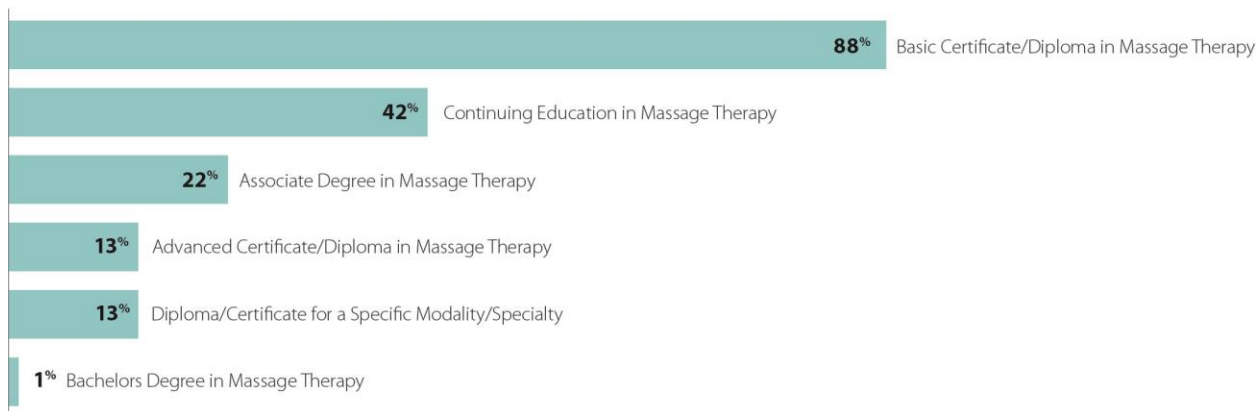 88% Basic Certificate/Diploma in Massage Therapy
42% Continuing Education in Massage Therapy
22% Associate Degree in Massage Therapy
13% Advanced Certificate/Diploma in Massage Therapy
13% Diploma/Certificate for a Specific Modality/Specialty
1% Bachelors Degree in Massage Therapy